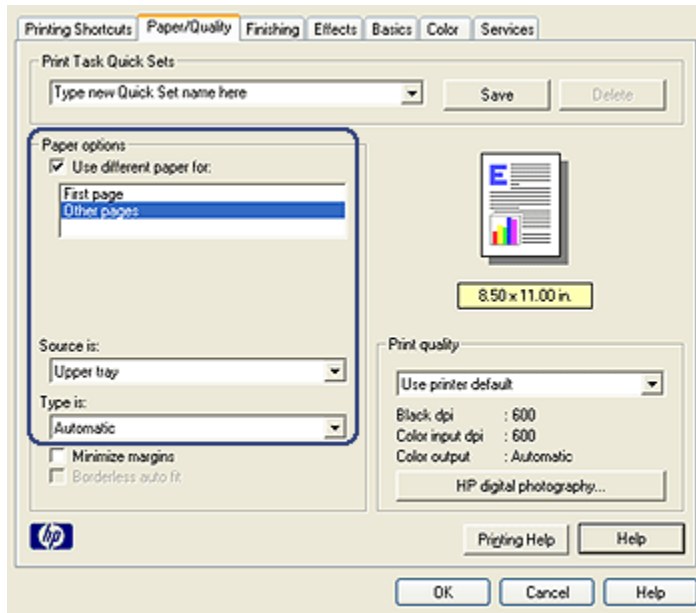 Printing Shortcuts Paper/Quality Finishing Effects Basics Color Services
Print Task Quick Sets
Type new Quick Set name here
Save
Delete
Paper options
Use different paper for:
First page
Other pages
E
8.50 x 11.00 in.
Source is:
Upper tray
Type is:
Automatic
Minimize margins
Borderless auto fit
Print quality
Use printer default
Black dpi : 600
Color input dpi : 600
Color output : Automatic
HP digital photography...
hp
Printing Help
Help
OK
Cancel
Help